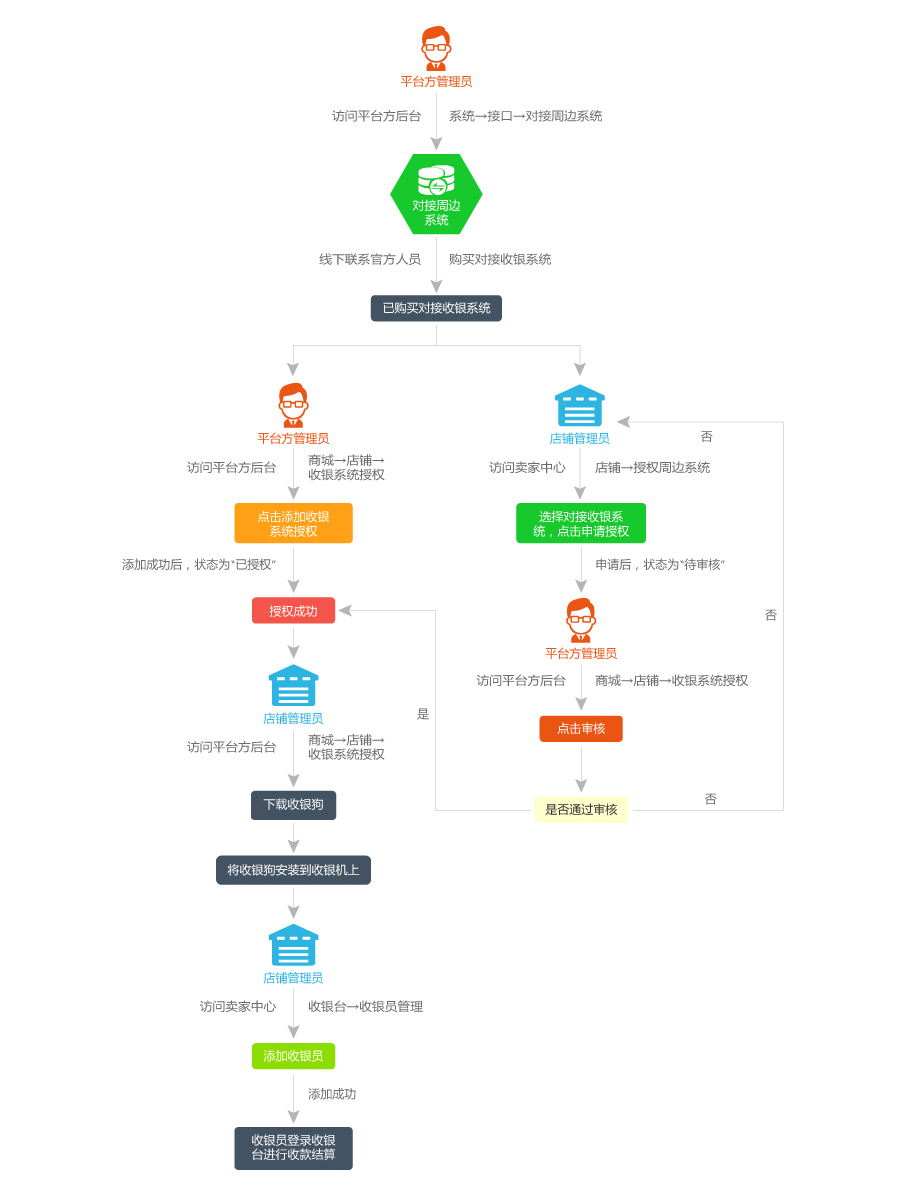 平台方管理员
访问平台方后台
系统→接口→对接周边系统
对接周边
系统
线下联系官方人员
购买对接收银系统
已购买对接收银系统
平台方管理员
访问平台方后台
商城→店铺→
收银系统授权
点击添加收银
系统授权
添加成功后，状态为“已授权”
授权成功
店铺管理员
访问平台方后台
商城→店铺→
收银系统授权
下载收银狗
将收银狗安装到收银机上
店铺管理员
访问卖家中心
收银台→收银员管理
添加收银员
添加成功
收银员登录收银
台进行收款结算
店铺管理员
否
访问卖家中心
店铺→授权周边系统
选择对接收银系
统，点击申请授权
申请后，状态为“待审核”
否
平台方管理员
访问平台方后台
商城→店铺→收银系统授权
是
点击审核
是否通过审核
否